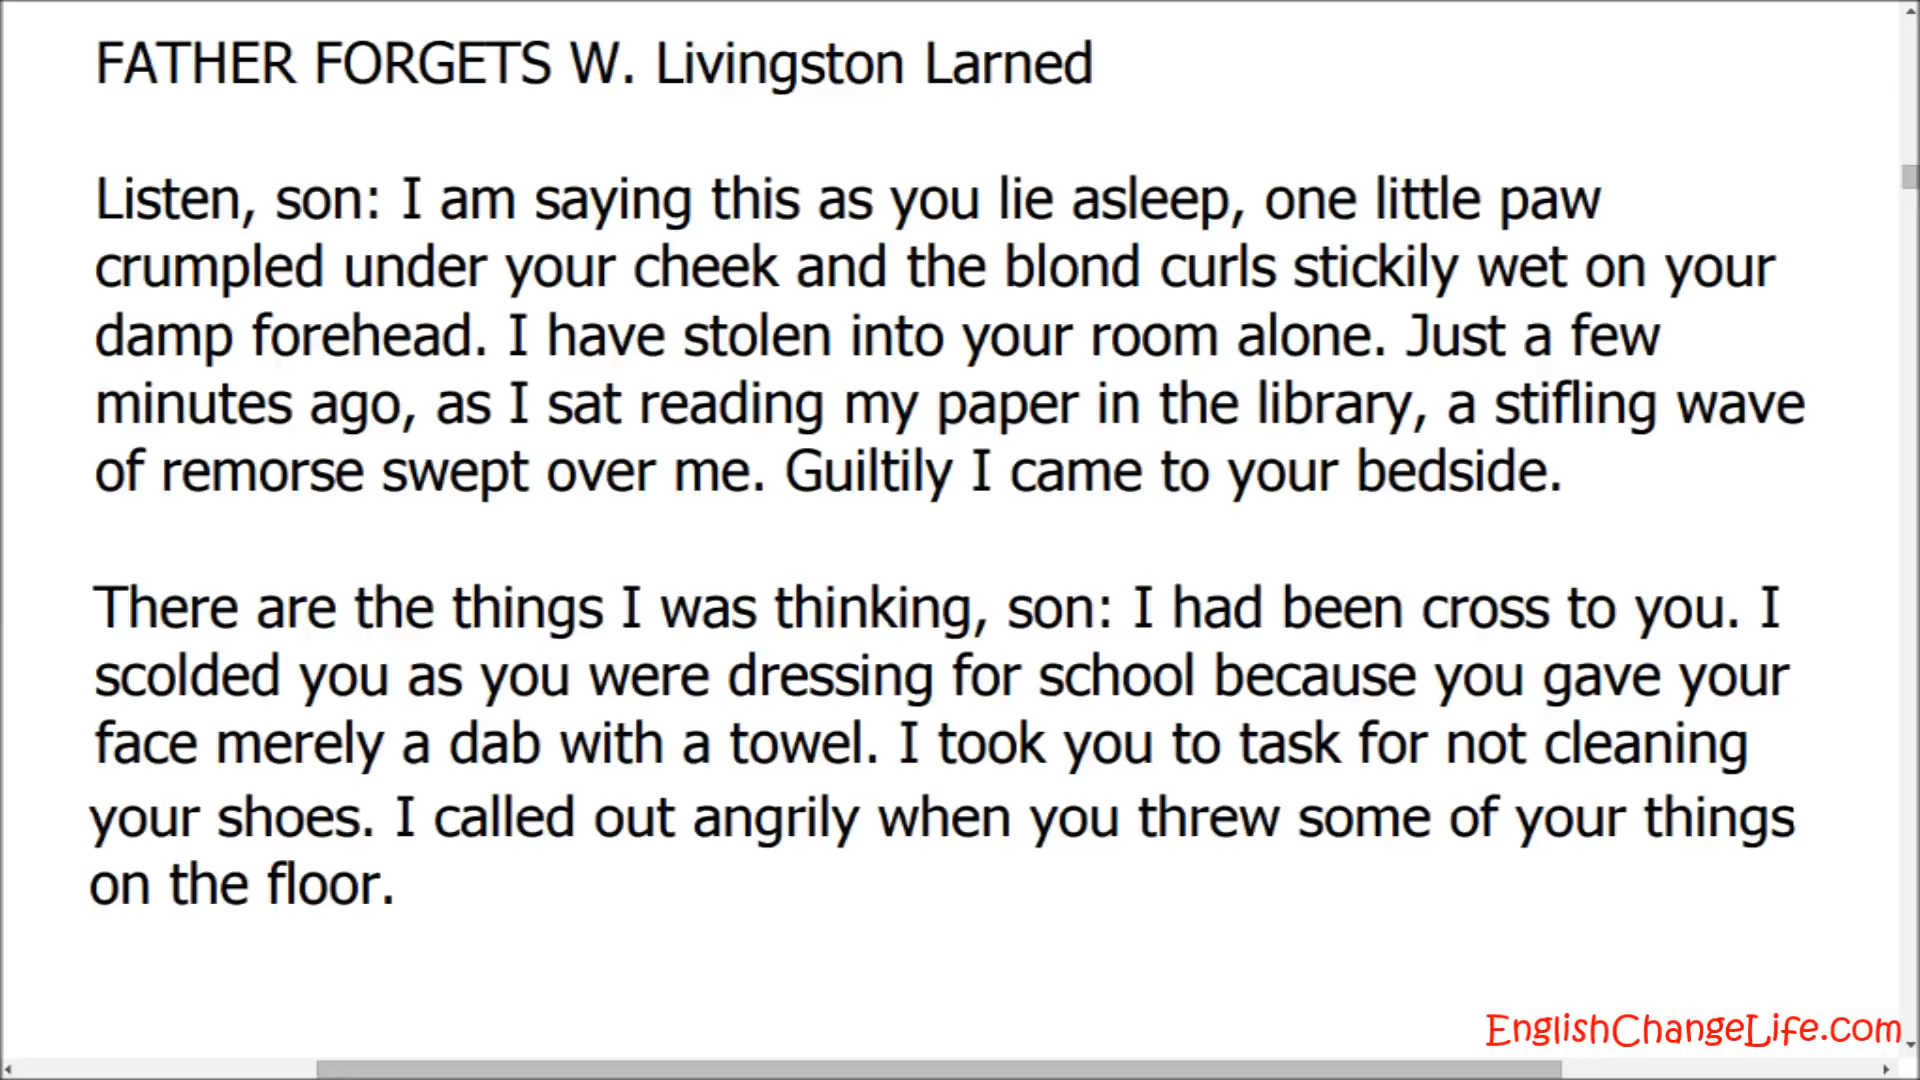 FATHER FORGETS W. Livingston Larned
Listen, son: I am saying this as you lie asleep, one little paw
crumpled under your cheek and the blond curls stickily wet on your
damp forehead. I have stolen into your room alone. Just a few
minutes ago, as I sat reading my paper in the library, a stifling wave
of remorse swept over me. Guiltily I came to your bedside.
There are the things I was thinking, son: I had been cross to you. I
scolded you as you were dressing for school because you gave your
face merely a dab with a towel. I took you to task for not cleaning
your shoes. I called out angrily when you threw some of your things
on the floor.
EnglishChangeLife.com